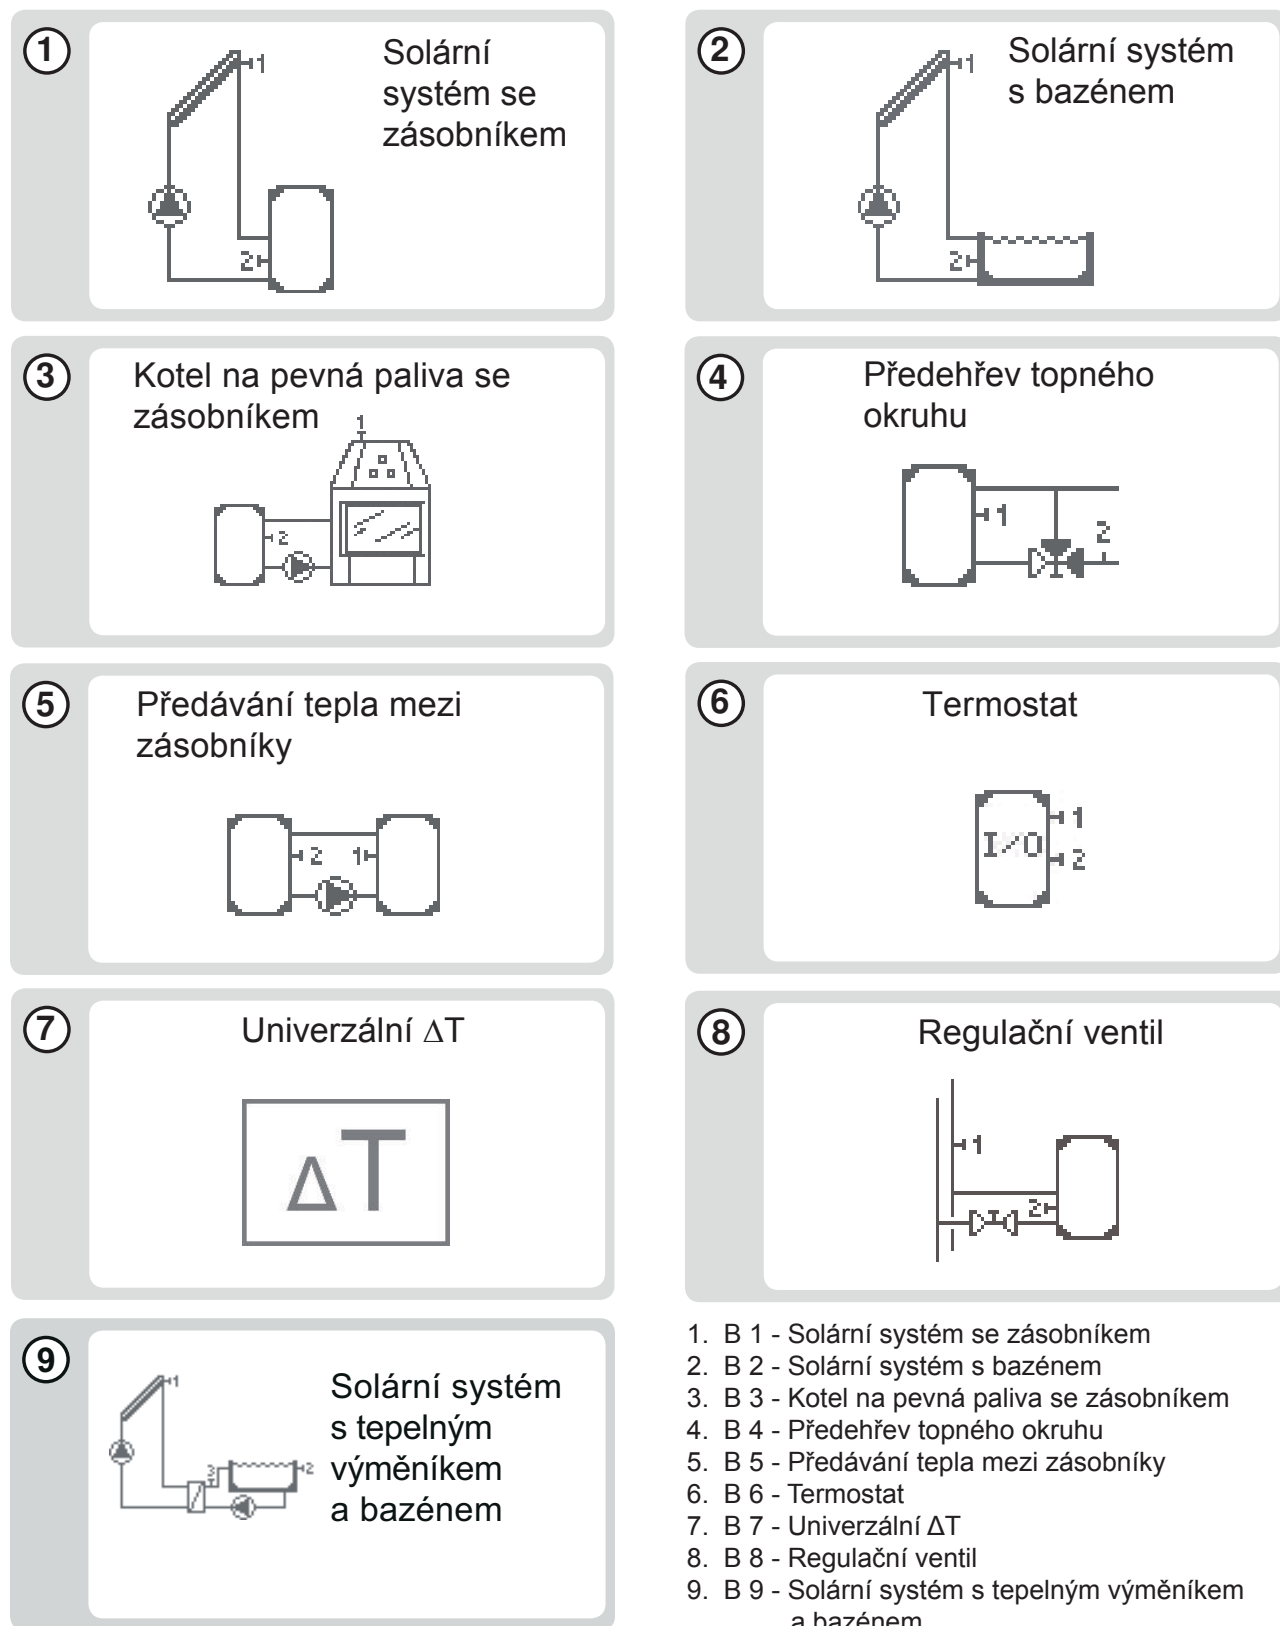 1
Solární
systém se
zásobníkem
1
2
2
Solární systém
s bazénem
1
2
3
Kotel na pevná paliva se
zásobníkem
1
2
4
Předehřev topného
okruhu
1
2
5
Předávání tepla mezi
zásobníky
2 1
6
Termostat
I/O
1
2
7
Univerzální ΔT
ΔT
8
Regulační ventil
1
2
9
Solární systém
s tepelným
výměníkem
a bazénem
1
3
2
1. B 1 - Solární systém se zásobníkem
2. B 2 - Solární systém s bazénem
3. B 3 - Kotel na pevná paliva se zásobníkem
4. B 4 - Předehřev topného okruhu
5. B 5 - Předávání tepla mezi zásobníky
6. B 6 - Termostat
7. B 7 - Univerzální ΔT
8. B 8 - Regulační ventil
9. B 9 - Solární systém s tepelným výměníkem
a bazénem